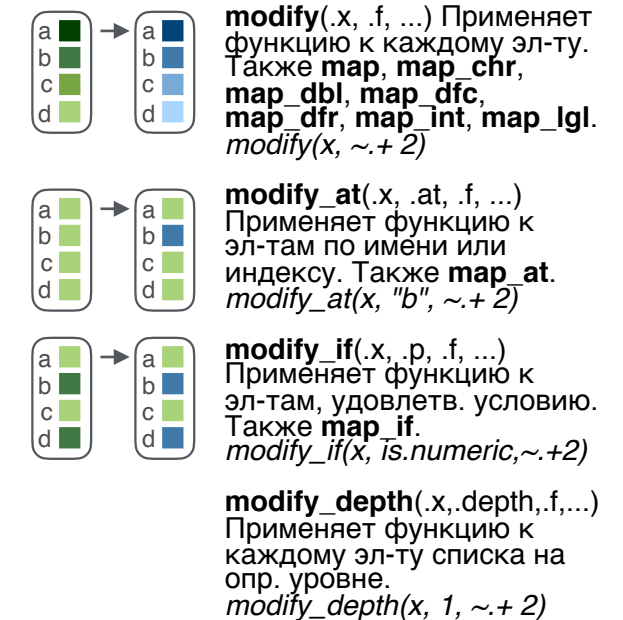 a a
b b
c c
d d
modify(.x, .f, ...) Применяет
функцию к каждому эл-ту.
Также map, map_chr,
map_dbl, map_dfc,
map_dfr, map_int, map_lgl.
modify(x, ~.+ 2)
a a
b b
c c
d d
modify_at(.x, .at, .f, ...)
Применяет функцию к
эл-там по имени или
индексу. Также map_at.
modify_at(x, "b", ~.+ 2)
a a
b b
c c
d d
modify_if(.x, .p, .f, ...)
Применяет функцию к
эл-там, удовлетв. условию.
Также map_if.
modify_if(x, is.numeric,~.+2)
modify_depth(.x,.depth,.f,...)
Применяет функцию к
каждому эл-ту списка на
опр. уровне.
modify_depth(x, 1, ~.+ 2)